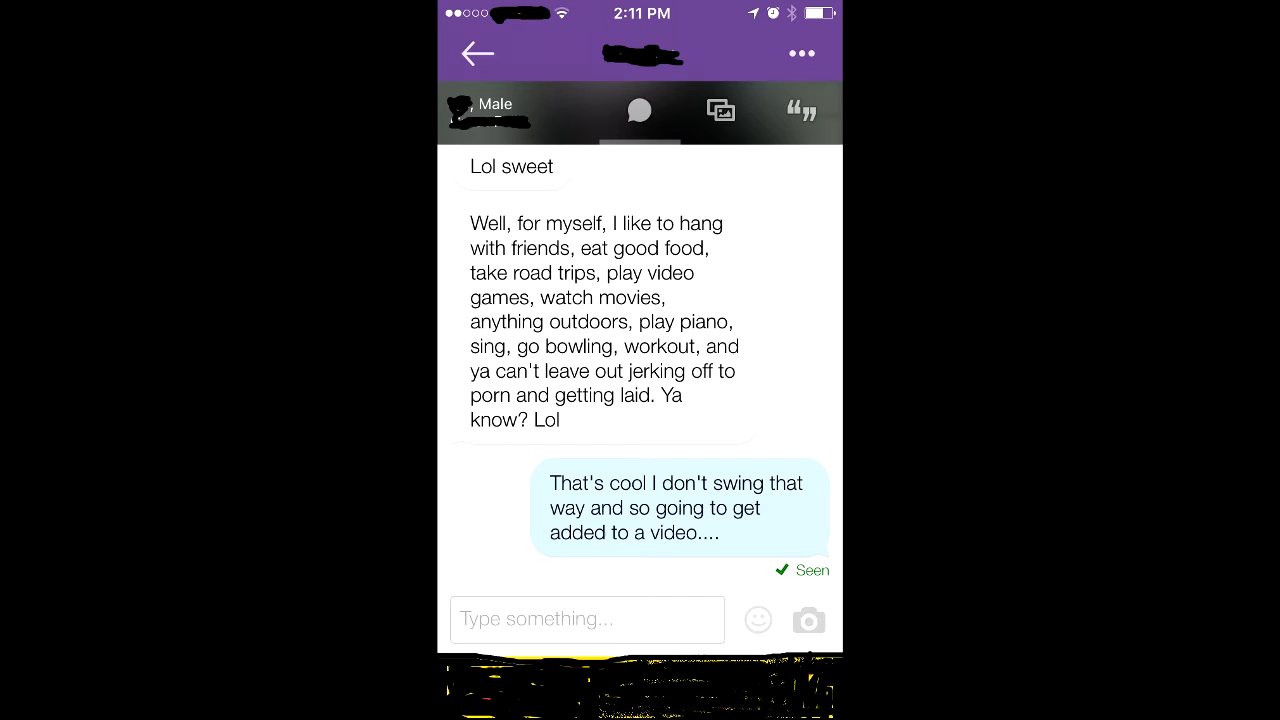 2:11 PM
, Male
Lol sweet
Well, for myself, I like to hang
with friends, eat good food,
take road trips, play video
games, watch movies,
anything outdoors, play piano,
sing, go bowling, workout, and
ya can't leave out jerking off to
porn and getting laid. Ya
know? Lol
That's cool I don't swing that
way and so going to get
added to a video....
Seen
Type something...